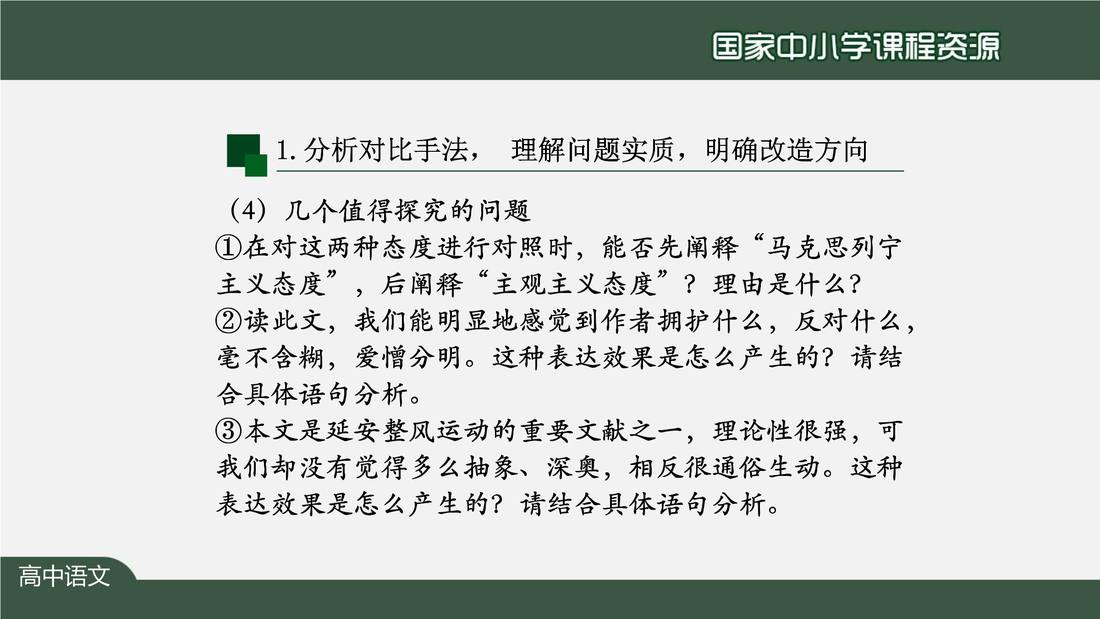 国家中小学课程资源
1.分析对比手法， 理解问题实质，明确改造方向
（4）几个值得探究的问题
①在对这两种态度进行对照时，能否先阐释“马克思列宁
主义态度”，后阐释“主观主义态度”？理由是什么？
②读此文，我们能明显地感觉到作者拥护什么，反对什么，
毫不含糊，爱憎分明。这种表达效果是怎么产生的？请结
合具体语句分析。
③本文是延安整风运动的重要文献之一，理论性很强，可
我们却没有觉得多么抽象、深奥，相反很通俗生动。这种
表达效果是怎么产生的？请结合具体语句分析。
高中语文